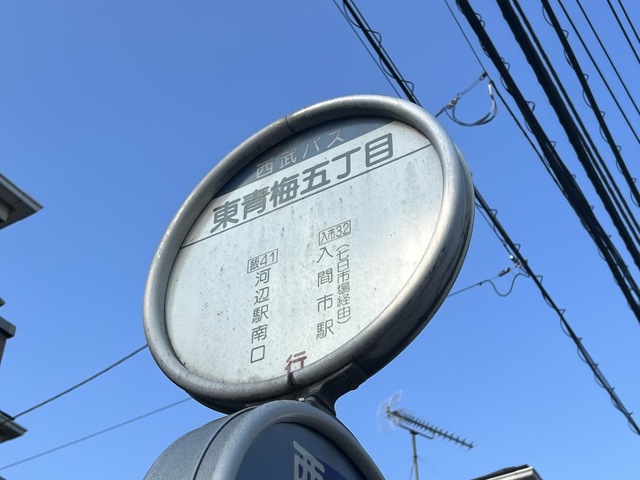 西武バス
東青梅五丁目
入市32
入間市駅
(七日市場経由)
飯41
河辺駅南口
行
西